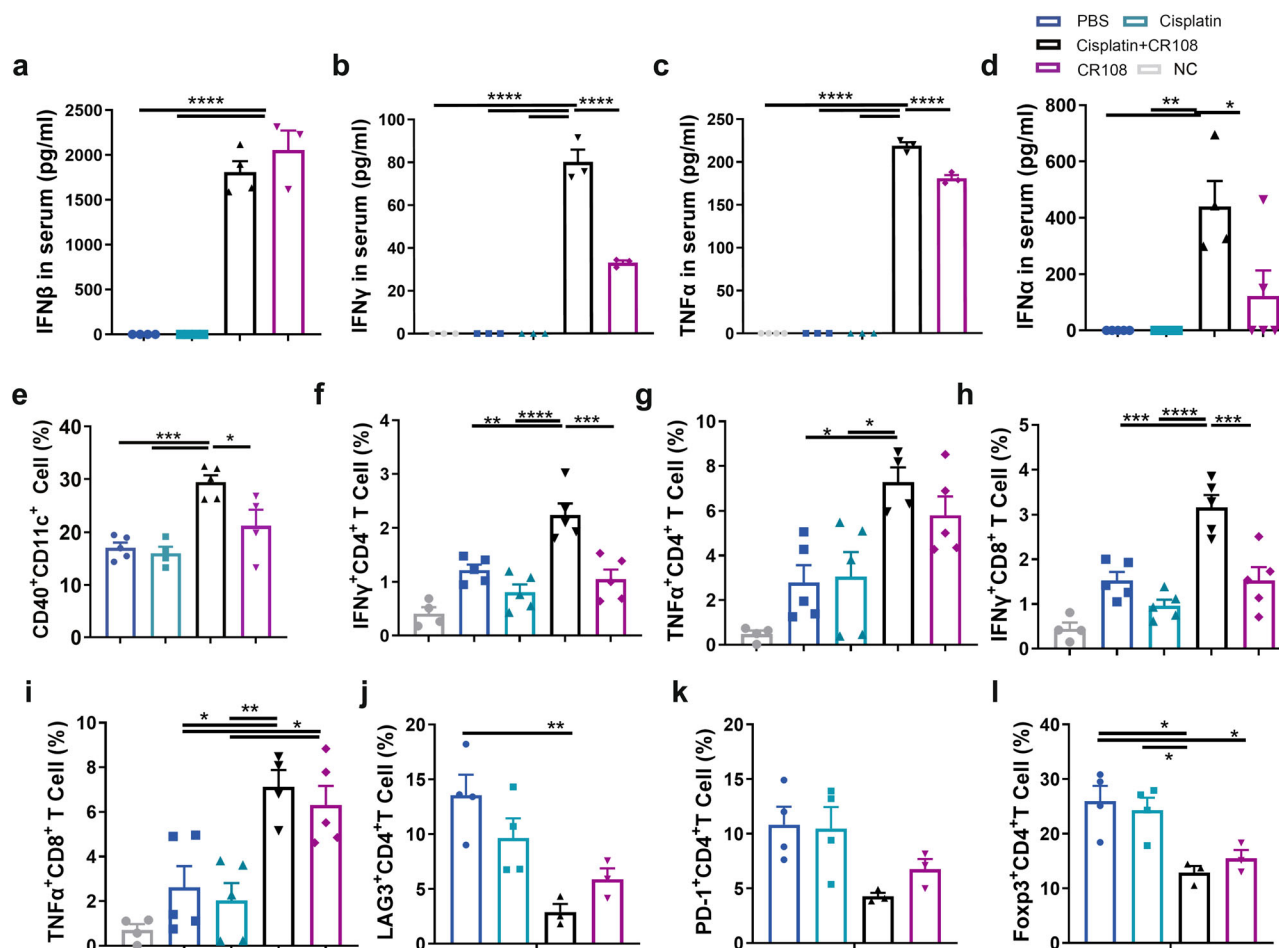 PBS Cisplatin
Cisplatin+CR108
CR108 NC
a
IFNβ in serum (pg/ml)
2500
2000
1500
1000
500
0
****
b
IFNγ in serum (pg/ml)
100
80
60
40
20
0
**** ****
c
TNFα in serum (pg/ml)
250
200
150
100
50
0
**** ****
d
IFNα in serum (pg/ml)
800
600
400
200
0
** *
e
CD40⁺CD11c⁺ Cell (%)
40
30
20
10
0
*** *
f
IFNγ⁺CD4⁺ T Cell (%)
4
3
2
1
0
** **** ***
g
TNFα⁺CD4⁺ T Cell (%)
10
8
6
4
2
0
* *
h
IFNγ⁺CD8⁺ T Cell (%)
5
4
3
2
1
0
*** **** ***
i
TNFα⁺CD8⁺ T Cell (%)
10
8
6
4
2
0
* ** *
j
LAG3⁺CD4⁺T Cell (%)
20
15
10
5
0
**
k
PD-1⁺CD4⁺T Cell (%)
20
15
10
5
0
l
Foxp3⁺CD4⁺T Cell (%)
50
40
30
20
10
0
* * *